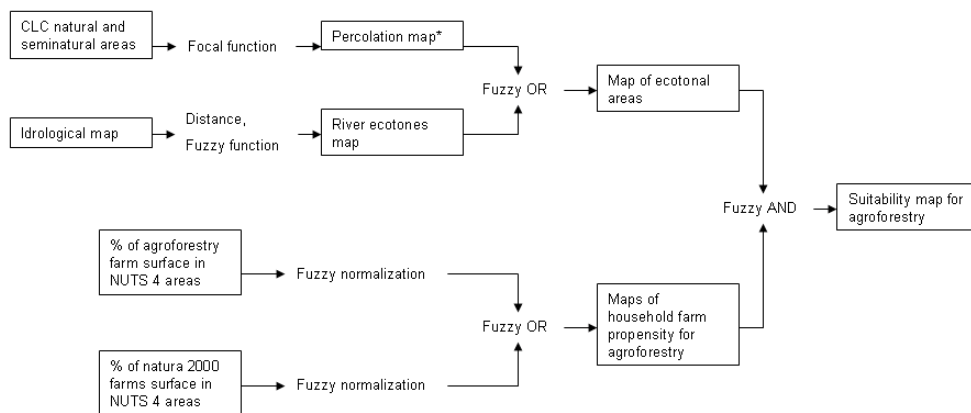 CLC natural and
seminatural areas
Focal function
Percolation map*
Fuzzy OR
Map of ecotonal
areas
Idrological map
Distance,
Fuzzy function
River ecotones
map
Fuzzy AND
Suitability map for
agroforestry
% of agroforestry
farm surface in
NUTS 4 areas
Fuzzy normalization
Fuzzy OR
Maps of
household farm
propensity for
agroforestry
% of natura 2000
farms surface in
NUTS 4 areas
Fuzzy normalization